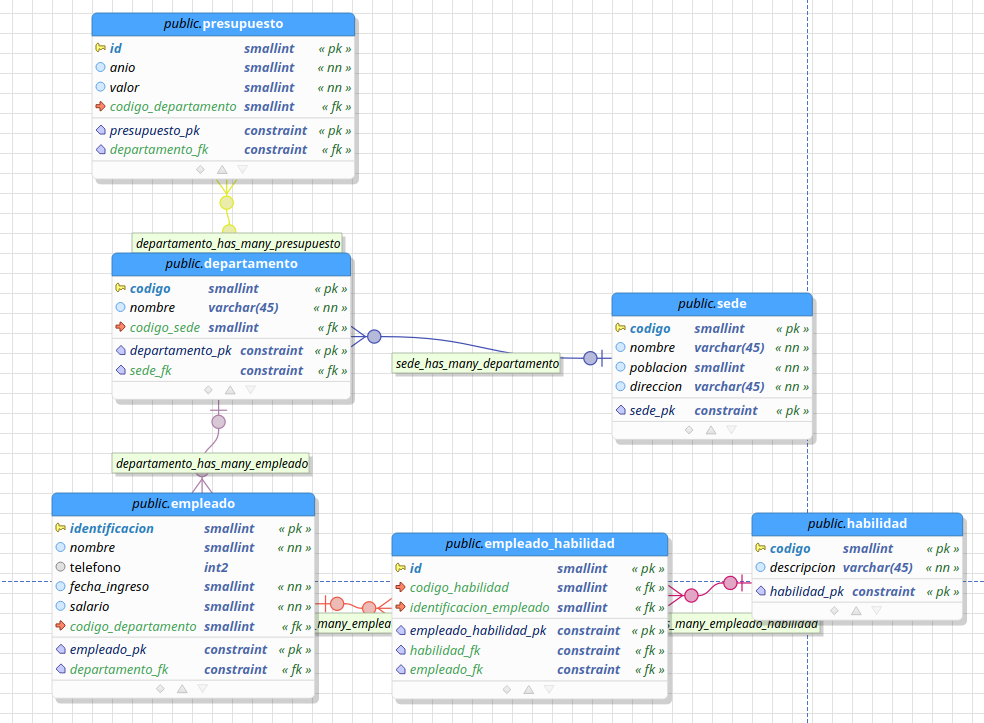 public.presupuesto
id smallint « pk »
anio smallint « nn »
valor smallint « nn »
codigo_departamento smallint « fk »
presupuesto_pk constraint « pk »
departamento_fk constraint « fk »
departamento_has_many_presupuesto
public.departamento
codigo smallint « pk »
nombre varchar(45) « nn »
codigo_sede smallint « fk »
departamento_pk constraint « pk »
sede_fk constraint « fk »
sede_has_many_departamento
public.sede
codigo smallint « pk »
nombre varchar(45) « nn »
poblacion varchar(45) « nn »
direccion varchar(45) « nn »
sede_pk constraint « pk »
departamento_has_many_empleado
public.empleado
identificacion smallint « pk »
nombre smallint « nn »
telefono int2
fecha_ingreso smallint « nn »
salario smallint « nn »
codigo_departamento smallint « fk »
empleado_pk constraint « pk »
departamento_fk constraint « fk »
_many_emplea
public.empleado_habilidad
id smallint « pk »
codigo_habilidad smallint « fk »
identificacion_empleado smallint « fk »
empleado_habilidad_pk constraint « pk »
habilidad_fk constraint « fk »
empleado_fk constraint « fk »
s_many_empleado_habilidad
public.habilidad
codigo smallint « pk »
descripcion varchar(45) « nn »
habilidad_pk constraint « pk »